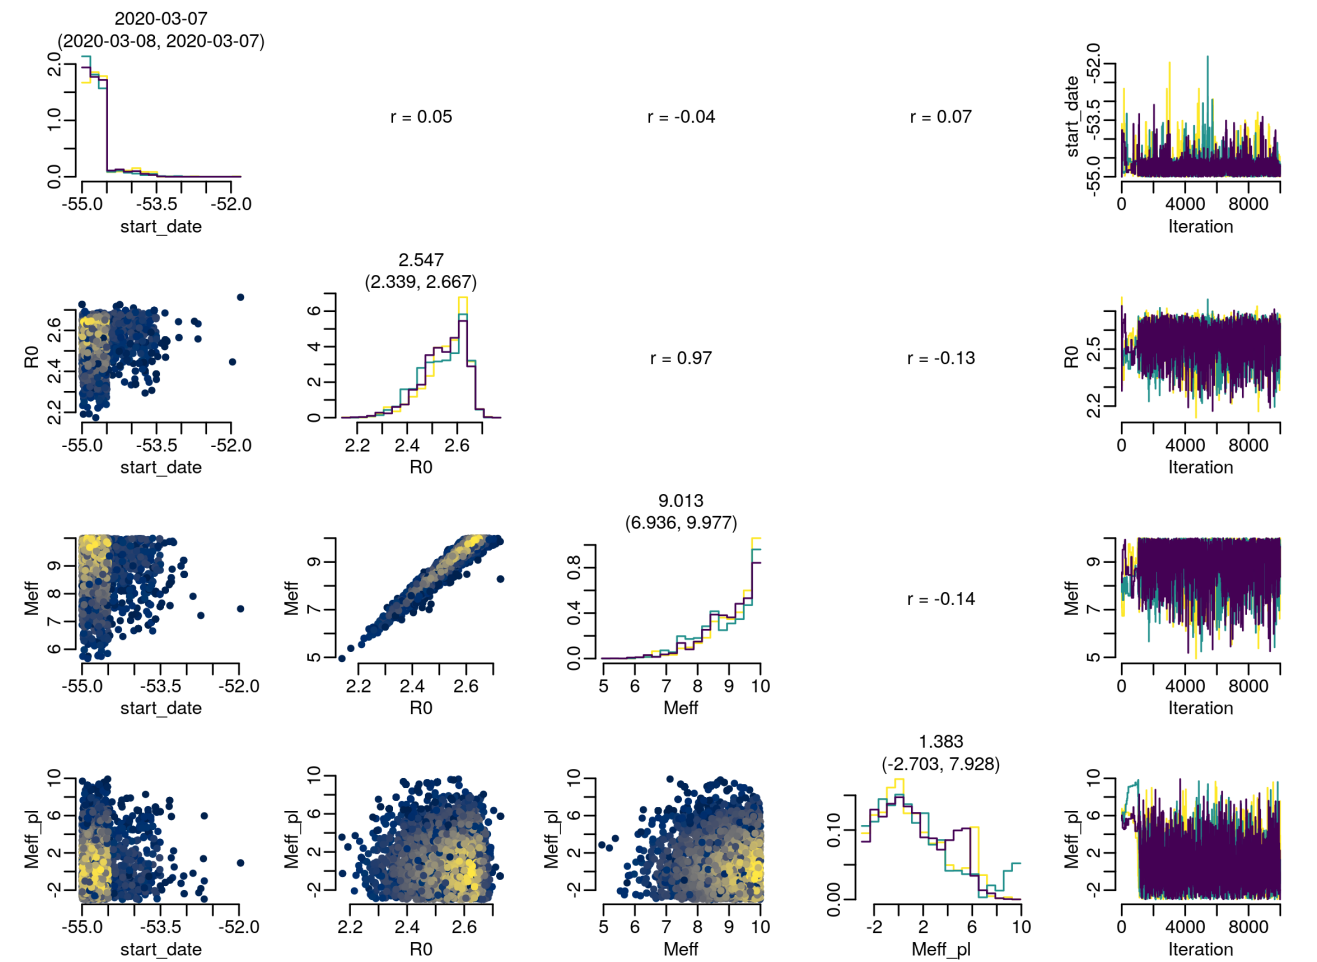 2020-03-07
(2020-03-08, 2020-03-07)
0.0 1.0 2.0
-55.0 -53.5 -52.0
start_date
r = 0.05
r = -0.04
r = 0.07
start_date
-55.0 -53.5 -52.0
0 4000 8000
Iteration
R0
2.2 2.4 2.6
-55.0 -53.5 -52.0
start_date
2.547
(2.339, 2.667)
0 2 4 6
2.2 2.4 2.6
R0
r = 0.97
r = -0.13
R0
2.2 2.5
0 4000 8000
Iteration
Meff
6 7 8 9
-55.0 -53.5 -52.0
start_date
Meff
5 7 9
2.2 2.4 2.6
R0
9.013
(6.936, 9.977)
0.0 0.4 0.8
5 6 7 8 9 10
Meff
r = -0.14
Meff
5 7 9
0 4000 8000
Iteration
Meff_pl
-2 2 6 10
-55.0 -53.5 -52.0
start_date
Meff_pl
-2 2 6 10
2.2 2.4 2.6
R0
Meff_pl
-2 2 6 10
5 6 7 8 9 10
Meff
1.383
(-2.703, 7.928)
0.00 0.10
-2 2 6 10
Meff_pl
Meff_pl
-2 2 6 10
0 4000 8000
Iteration